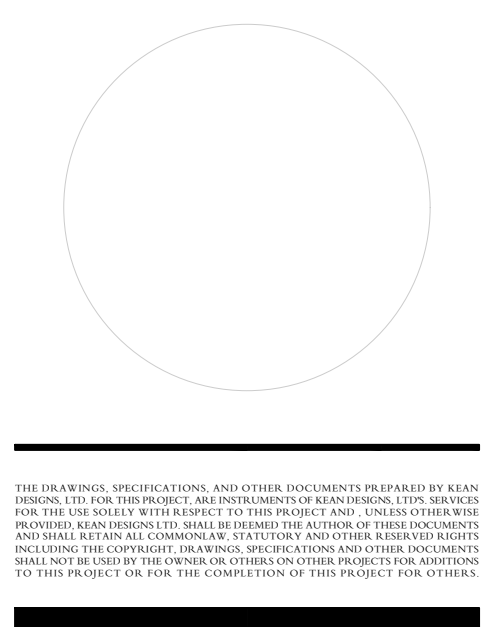 THE DRAWINGS, SPECIFICATIONS, AND OTHER DOCUMENTS PREPARED BY KEAN
DESIGNS, LTD. FOR THIS PROJECT, ARE INSTRUMENTS OF KEAN DESIGNS, LTD'S. SERVICES
FOR THE USE SOLELY WITH RESPECT TO THIS PROJECT AND , UNLESS OTHERWISE
PROVIDED, KEAN DESIGNS LTD. SHALL BE DEEMED THE AUTHOR OF THESE DOCUMENTS
AND SHALL RETAIN ALL COMMONLAW, STATUTORY AND OTHER RESERVED RIGHTS
INCLUDING THE COPYRIGHT, DRAWINGS, SPECIFICATIONS AND OTHER DOCUMENTS
SHALL NOT BE USED BY THE OWNER OR OTHERS ON OTHER PROJECTS FOR ADDITIONS
TO THIS PROJECT OR FOR THE COMPLETION OF THIS PROJECT FOR OTHERS.